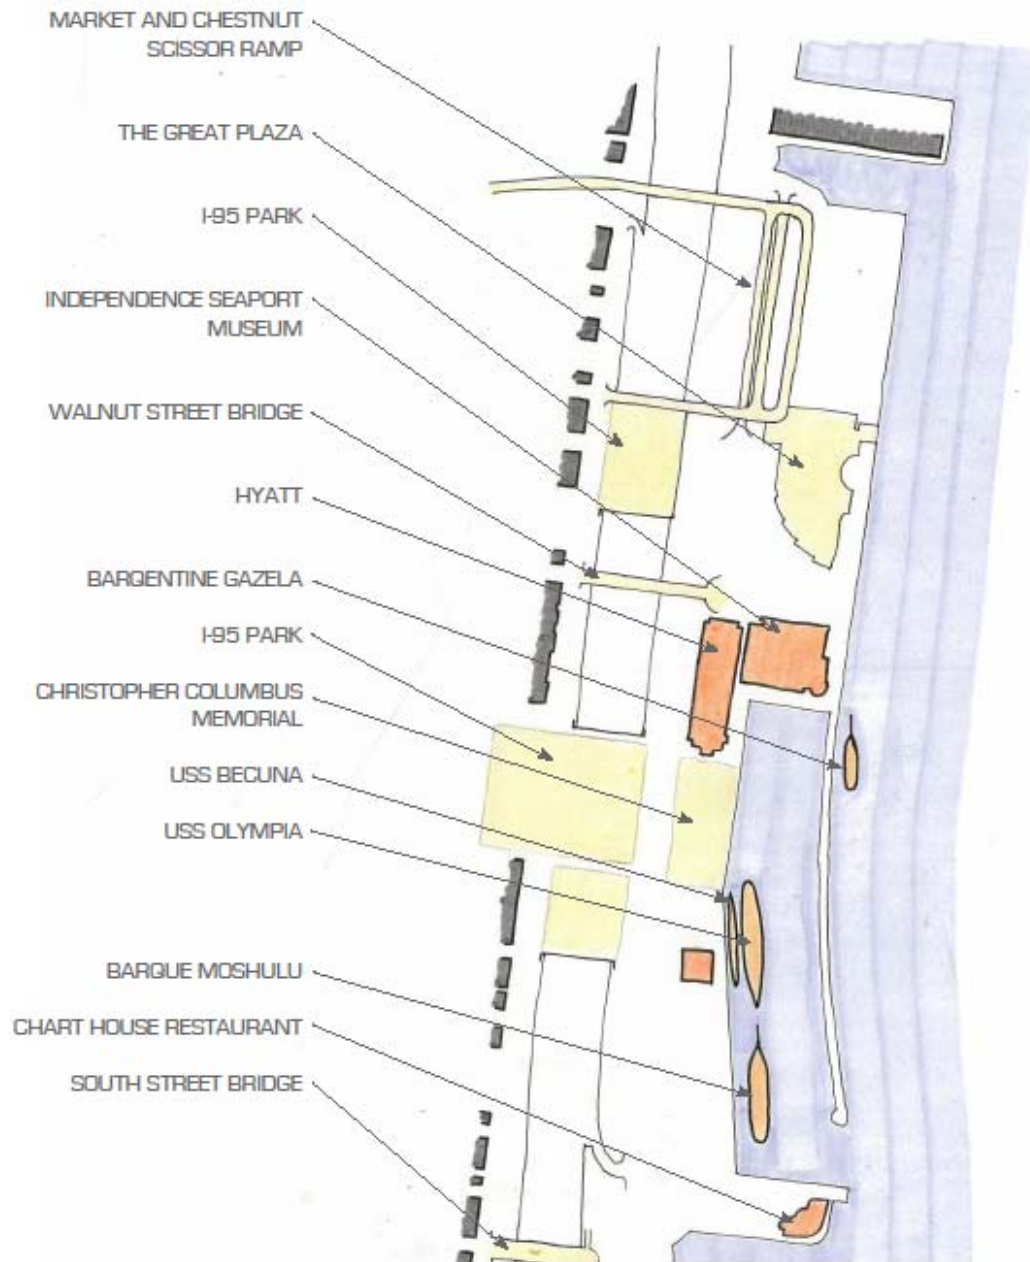 MARKET AND CHESTNUT
SCISSOR RAMP
THE GREAT PLAZA
I-95 PARK
INDEPENDENCE SEAPORT
MUSEUM
WALNUT STREET BRIDGE
HYATT
BARQENTINE GAZELA
I-95 PARK
CHRISTOPHER COLUMBUS
MEMORIAL
USS BECUNA
USS OLYMPIA
BARQUE MOSHULU
CHART HOUSE RESTAURANT
SOUTH STREET BRIDGE